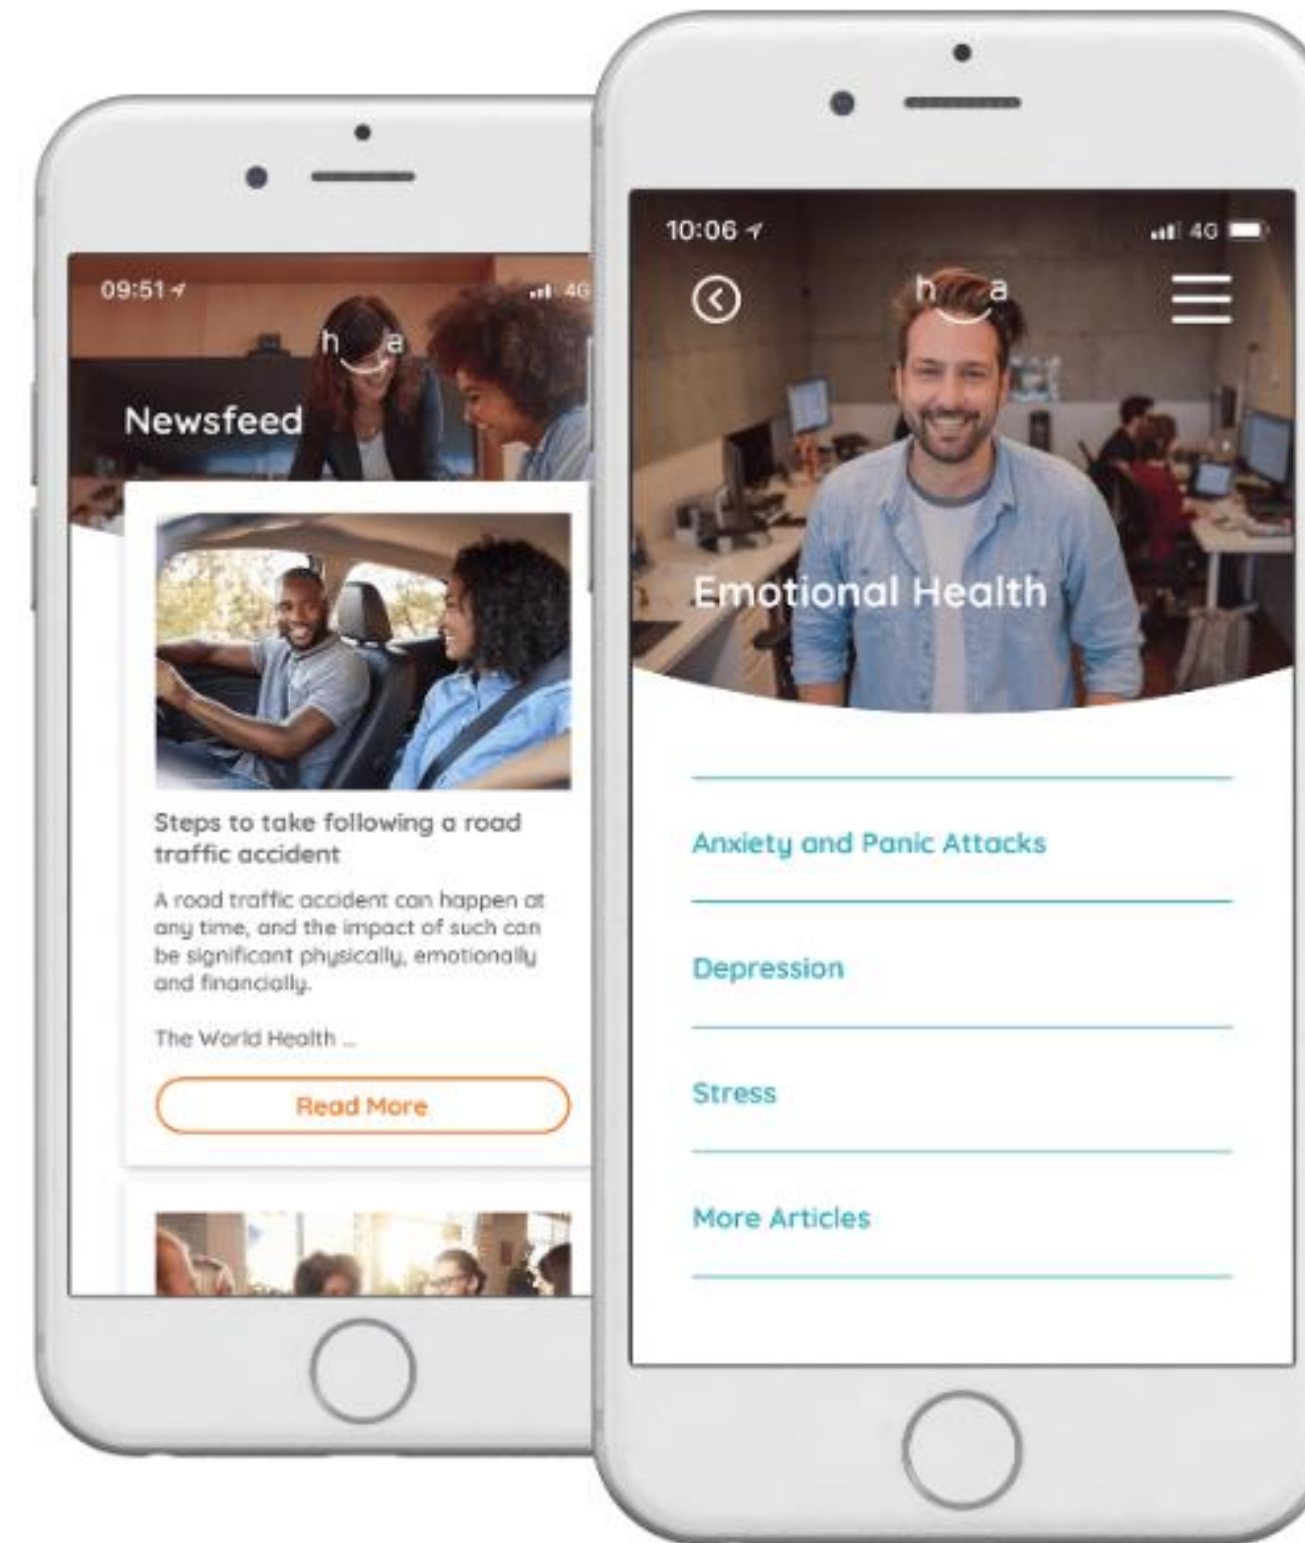 09:51
4G
h a
Newsfeed
Steps to take following a road
traffic accident
A road traffic accident can happen at
any time, and the impact of such can
be significant physically, emotionally
and financially.
The World Health ...
Read More
10:06
4G
h a
Emotional Health
Anxiety and Panic Attacks
Depression
Stress
More Articles